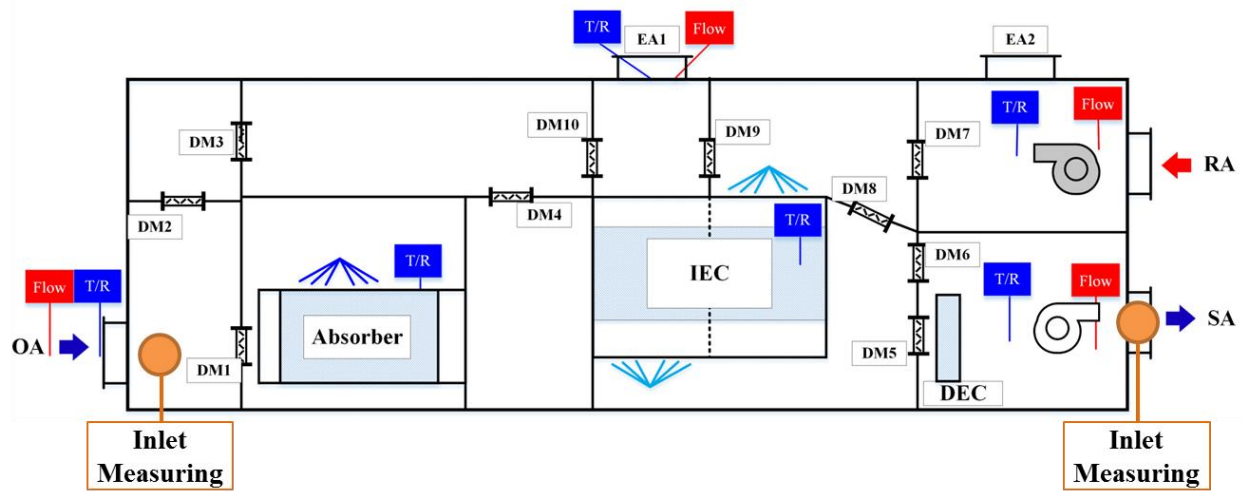 T/R
EA1
Flow
EA2
DM3
DM10
DM9
DM7
T/R
Flow
RA
DM2
DM4
DM8
T/R
Flow
T/R
T/R
IEC
DM6
T/R
Flow
OA
Absorber
SA
DM1
DM5
DEC
Inlet
Measuring
Inlet
Measuring